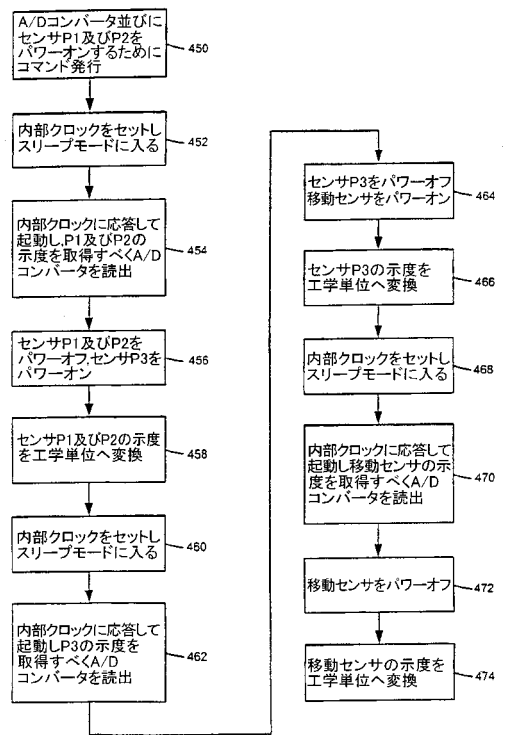 A/Dコンバータ並びに
センサP1及びP2を
パワーオンするために
コマンド発行
450
内部クロックをセットし
スリープモードに入る
452
内部クロックに応答して
起動し,P1及びP2の
示度を取得すべくA/D
コンバータを読出
454
センサP1及びP2を
パワーオフ,センサP3を
パワーオン
456
センサP1及びP2の示度
を工学単位へ変換
458
内部クロックをセットし
スリープモードに入る
460
内部クロックに応答して
起動しP3の示度を
取得すべくA/D
コンバータを読出
462
センサP3をパワーオフ
移動センサをパワーオン
464
センサP3の示度を
工学単位へ変換
466
内部クロックをセットし
スリープモードに入る
468
内部クロックに応答して
起動し移動センサの示
度を取得すべくA/D
コンバータを読出
470
移動センサをパワーオフ
472
移動センサの示度を
工学単位へ変換
474